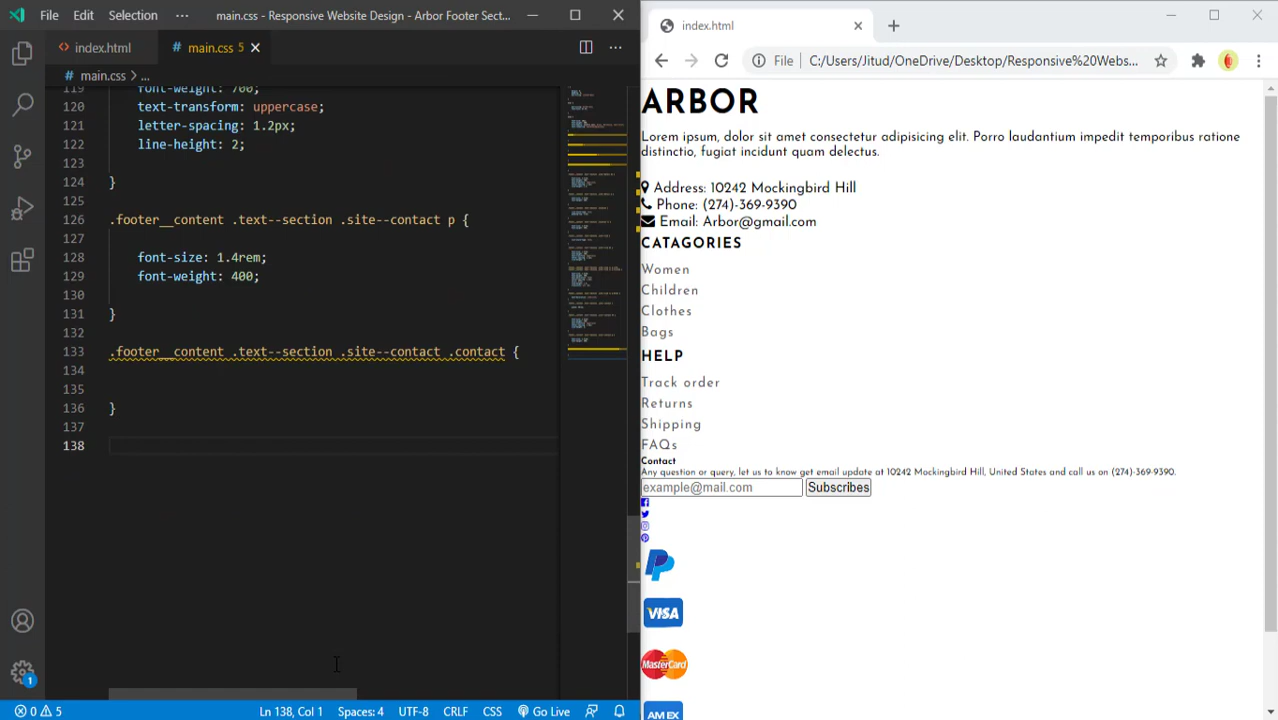 File Edit Selection ··· main.css - Responsive Website Design - Arbor Footer Sect...
index.html main.css 5
main.css > ...
119 font-weight: 700;
120 text-transform: uppercase;
121 letter-spacing: 1.2px;
122 line-height: 2;
123
124 }
125
126 .footer__content .text--section .site--contact p {
127
128 font-size: 1.4rem;
129 font-weight: 400;
130
131 }
132
133 .footer__content .text--section .site--contact .contact {
134
135
136 }
137
138
0 5 Ln 138, Col 1 Spaces: 4 UTF-8 CRLF CSS Go Live
1
index.html
File C:/Users/Jitud/OneDrive/Desktop/Responsive%20Webs...
ARBOR
Lorem ipsum, dolor sit amet consectetur adipisicing elit. Porro laudantium impedit temporibus ratione
distinctio, fugiat incidunt quam delectus.
Address: 10242 Mockingbird Hill
Phone: (274)-369-9390
Email: Arbor@gmail.com
CATAGORIES
Women
Children
Clothes
Bags
HELP
Track order
Returns
Shipping
FAQs
Contact
Any question or query, let us to know get email update at 10242 Mockingbird Hill, United States and call us on (274)-369-9390.
example@mail.com Subscribes
VISA
MasterCard
AM EX